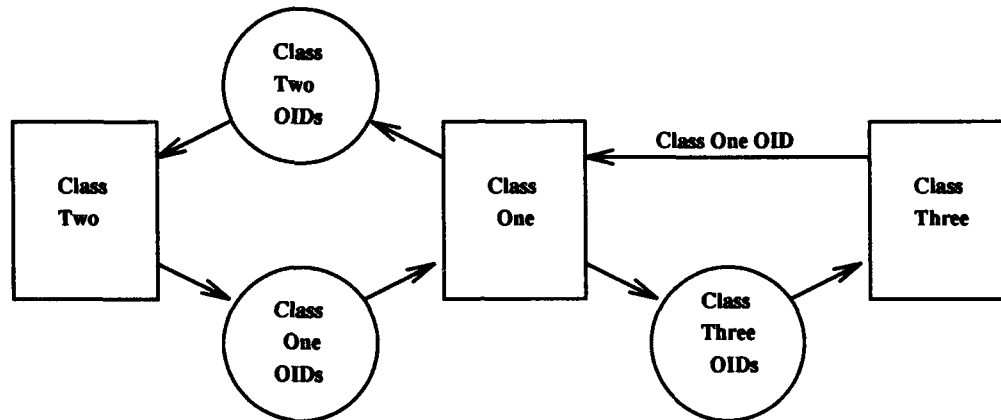 Class
Two
OIDs
Class One OID
Class
Two
Class
One
Class
Three
Class
One
OIDs
Class
Three
OIDs